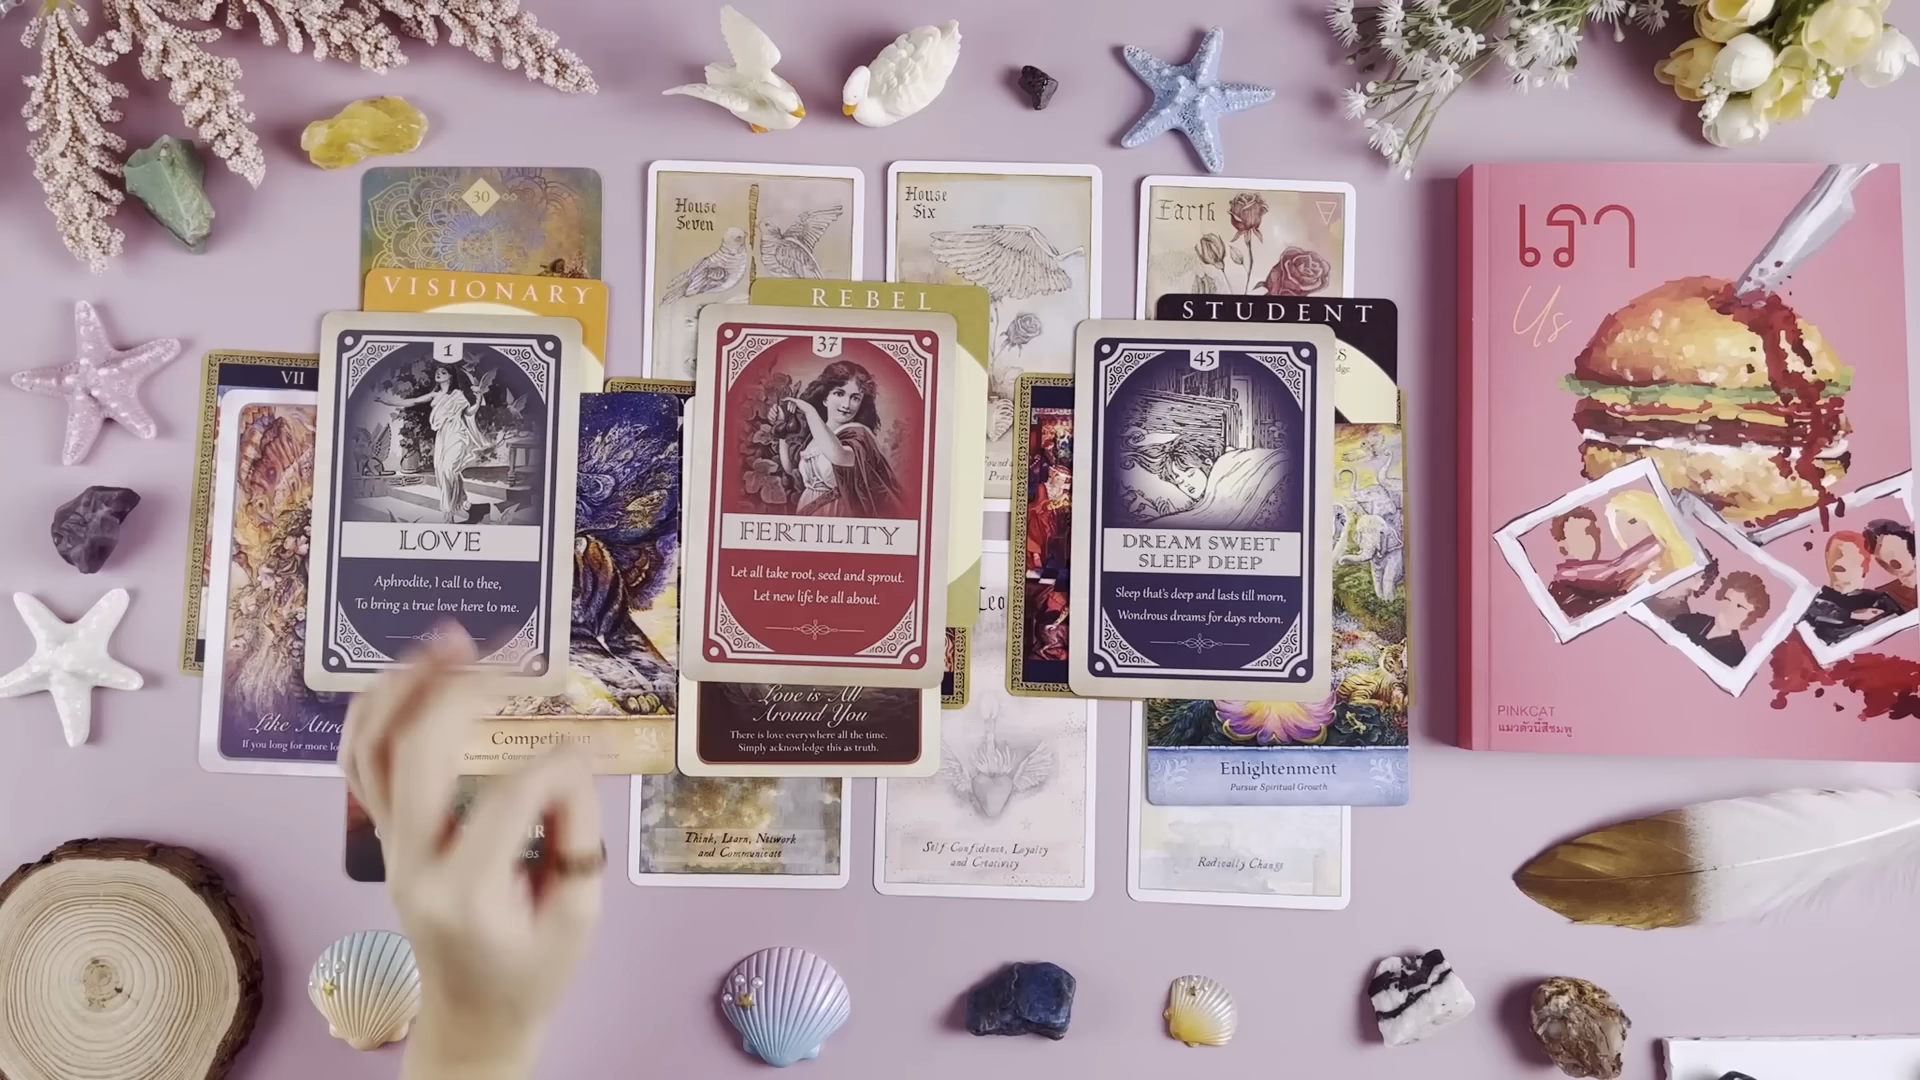 30
VISIONARY
VII
1
LOVE
Aphrodite, I call to thee,
To bring a true love here to me.
If you long for more
Competition
House
Seven
REBEL
37
FERTILITY
Let all take root, seed and sprout.
Let new life be all about.
Love is All
Around You
There is love everywhere all the time.
Simply acknowledge this as truth.
Think, Learn, Network
and Communicate
House
Six
Self Confidence, Loyalty
and Creativity
Earth
STUDENT
45
DREAM SWEET
SLEEP DEEP
Sleep that's deep and lasts till morn,
Wondrous dreams for days reborn.
Enlightenment
Pursue Spiritual Growth
Radically Change
เรา
Us
PINKCAT
แมวตัวนี้สีชมพู